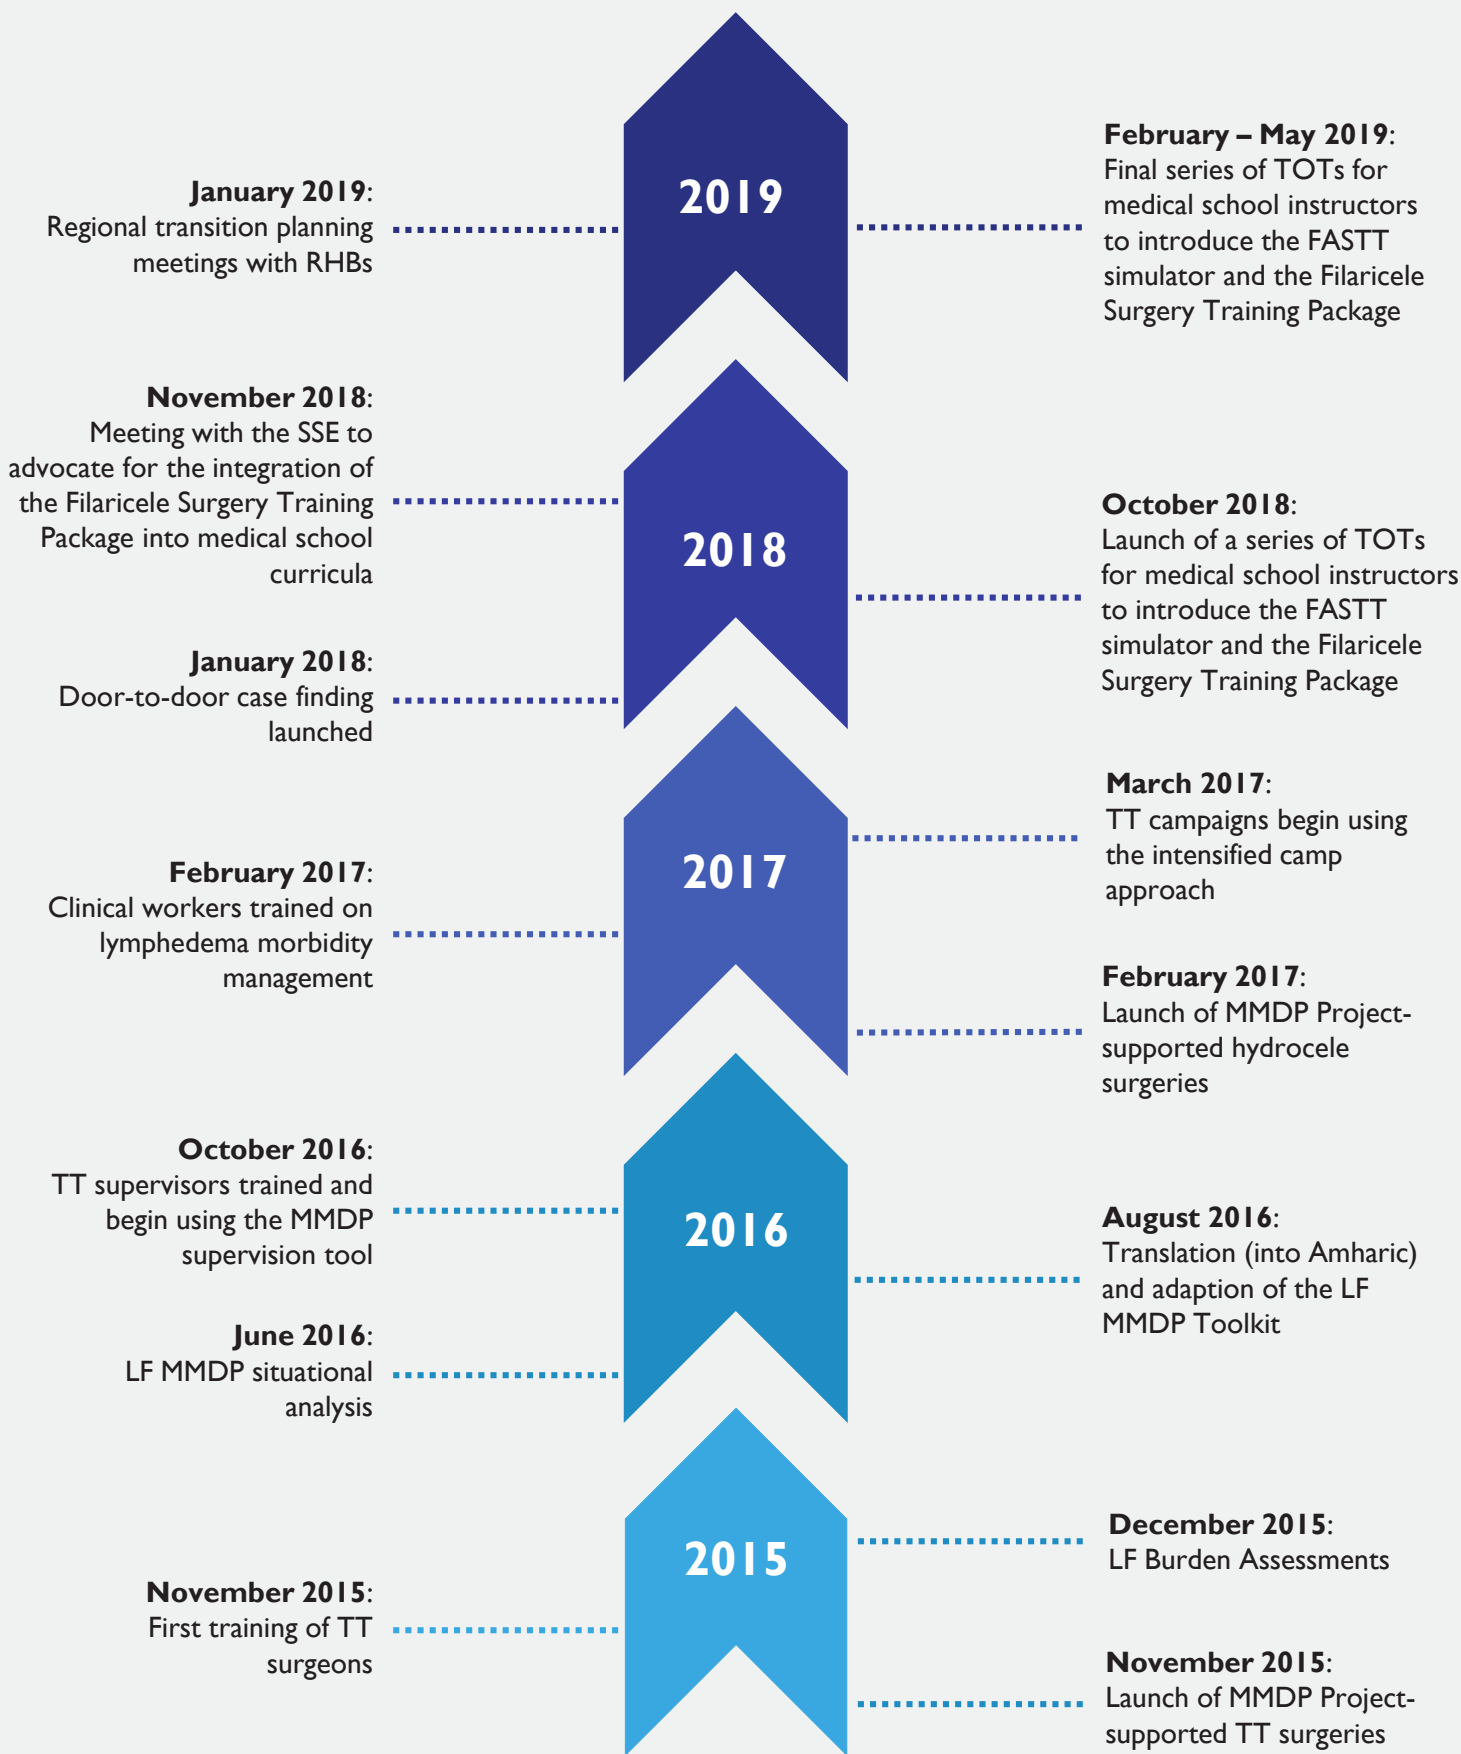 2019
January 2019:
Regional transition planning
meetings with RHBs
February – May 2019:
Final series of TOTs for
medical school instructors
to introduce the FASTT
simulator and the Filaricele
Surgery Training Package
2018
November 2018:
Meeting with the SSE to
advocate for the integration of
the Filaricele Surgery Training
Package into medical school
curricula
January 2018:
Door-to-door case finding
launched
October 2018:
Launch of a series of TOTs
for medical school instructors
to introduce the FASTT
simulator and the Filaricele
Surgery Training Package
2017
February 2017:
Clinical workers trained on
lymphedema morbidity
management
March 2017:
TT campaigns begin using
the intensified camp
approach
February 2017:
Launch of MMDP Project-
supported hydrocele
surgeries
2016
October 2016:
TT supervisors trained and
begin using the MMDP
supervision tool
June 2016:
LF MMDP situational
analysis
August 2016:
Translation (into Amharic)
and adaption of the LF
MMDP Toolkit
2015
November 2015:
First training of TT
surgeons
December 2015:
LF Burden Assessments
November 2015:
Launch of MMDP Project-
supported TT surgeries